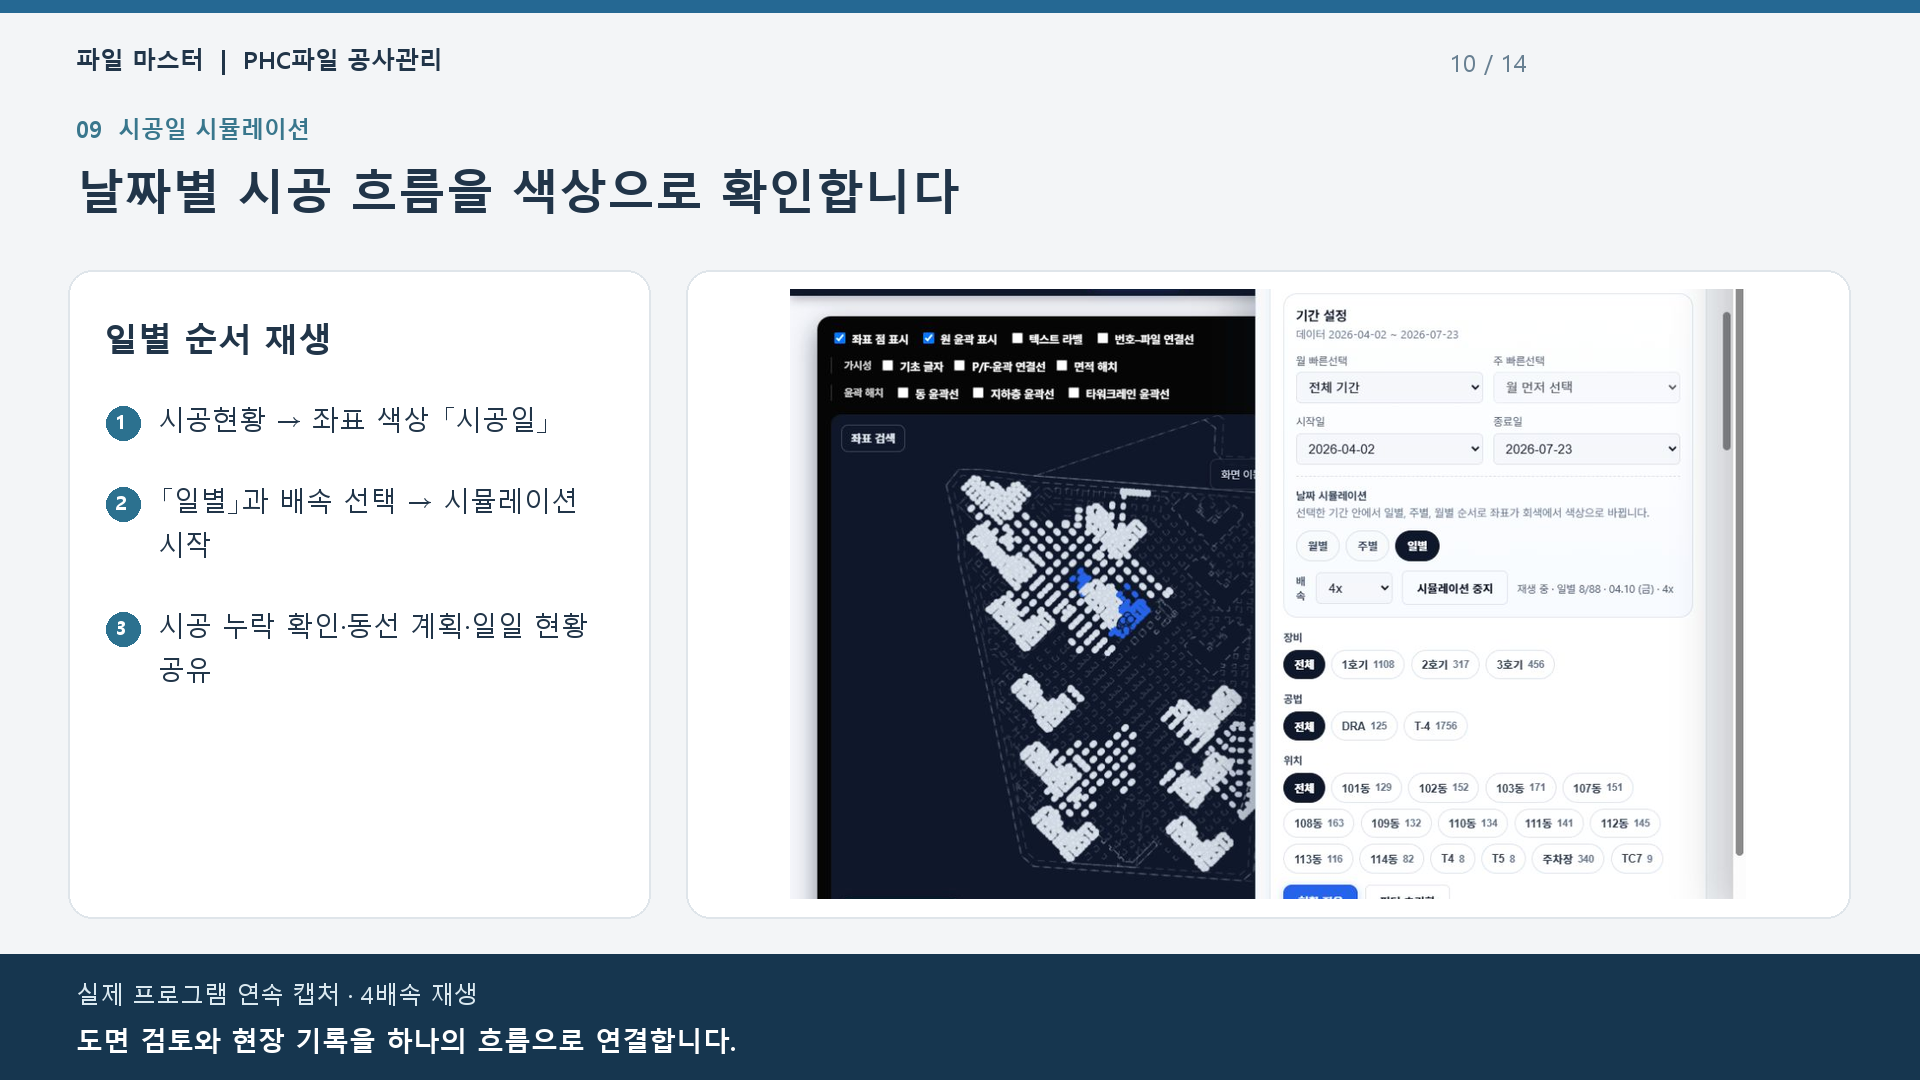 파일 마스터 | PHC파일 공사관리
10 / 14
09 시공일 시뮬레이션
날짜별 시공 흐름을 색상으로 확인합니다
일별 순서 재생
1 시공현황 → 좌표 색상 「시공일」
2 「일별」과 배속 선택 → 시뮬레이션
시작
3 시공 누락 확인·동선 계획·일일 현황
공유
좌표 점 표시 원 윤곽 표시 텍스트 라벨 번호–파일 연결선
가시성 기초 글자 P/F-윤곽 연결선 면적 해치
윤곽 해치 동 윤곽선 지하층 윤곽선 타워크레인 윤곽선
좌표 검색
화면
기간 설정
데이터 2026-04-02 ~ 2026-07-23
월 빠른선택 주 빠른선택
전체 기간 월 먼저 선택
시작일 종료일
2026-04-02 2026-07-23
날짜 시뮬레이션
선택한 기간 안에서 일별, 주별, 월별 순서로 좌표가 회색에서 색상으로 바뀝니다.
월별 주별 일별
배속 4x 시뮬레이션 중지 재생 중 · 일별 8/88 · 04.10 (금) · 4x
장비
전체 1호기 1108 2호기 317 3호기 456
공법
전체 DRA 125 T-4 1756
위치
전체 101동 129 102동 152 103동 171 107동 151
108동 163 109동 132 110동 134 111동 141 112동 145
113동 116 114동 82 T4 8 T5 8 주차장 340 TC7 9
실제 프로그램 연속 캡처 · 4배속 재생
도면 검토와 현장 기록을 하나의 흐름으로 연결합니다.